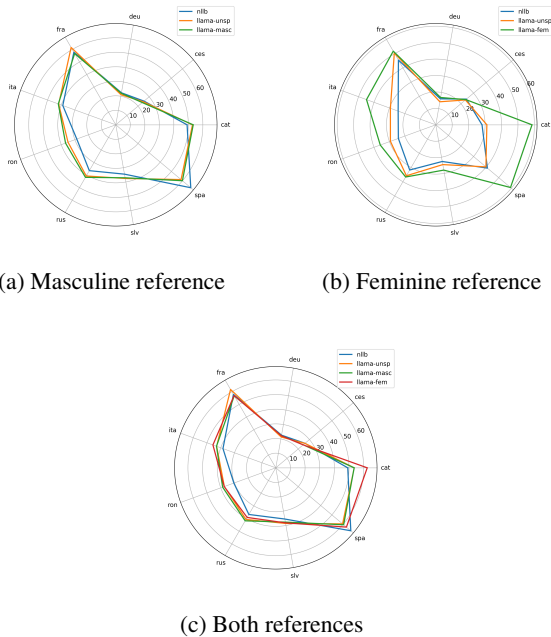 nllb
llama-unsp
llama-masc
deu
fra
ces
ita
60
50
40
30
20
10
cat
ron
rus
slv
spa
(a) Masculine reference
nllb
llama-unsp
llama-fem
deu
fra
ces
ita
60
50
40
30
20
10
cat
ron
rus
slv
spa
(b) Feminine reference
nllb
llama-unsp
llama-masc
llama-fem
deu
fra
ces
ita
60
50
40
30
20
10
cat
ron
rus
slv
spa
(c) Both references